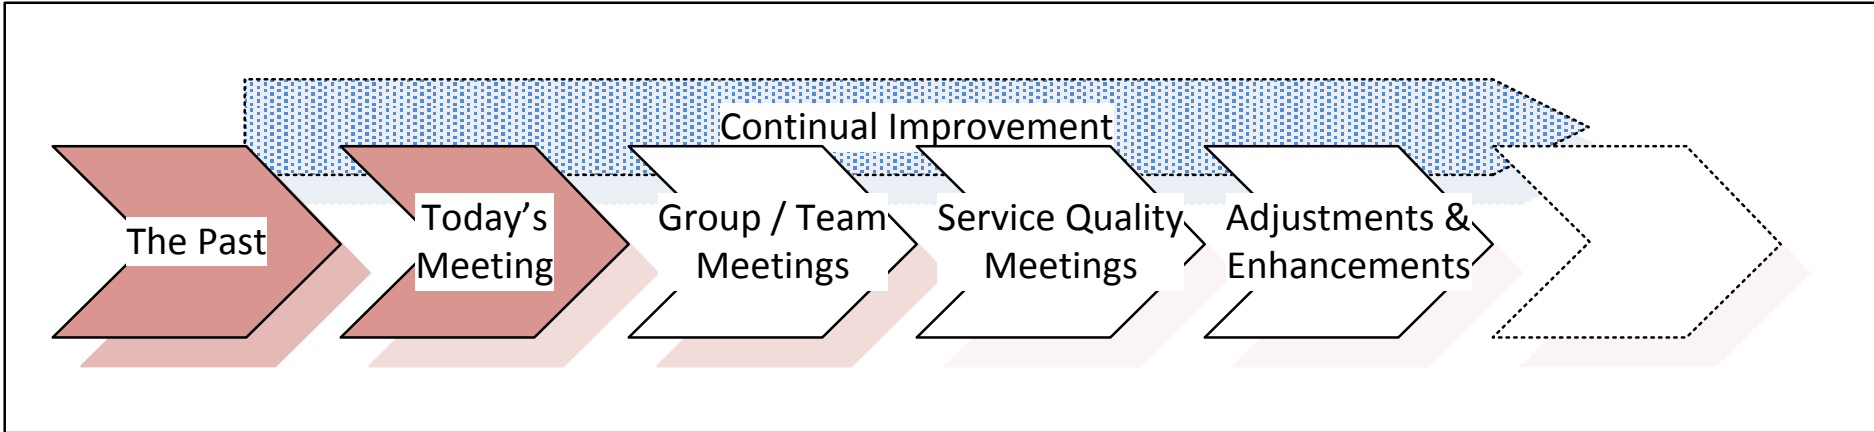 Continual Improvement
The Past
Today’s
Meeting
Group / Team
Meetings
Service Quality
Meetings
Adjustments &
Enhancements